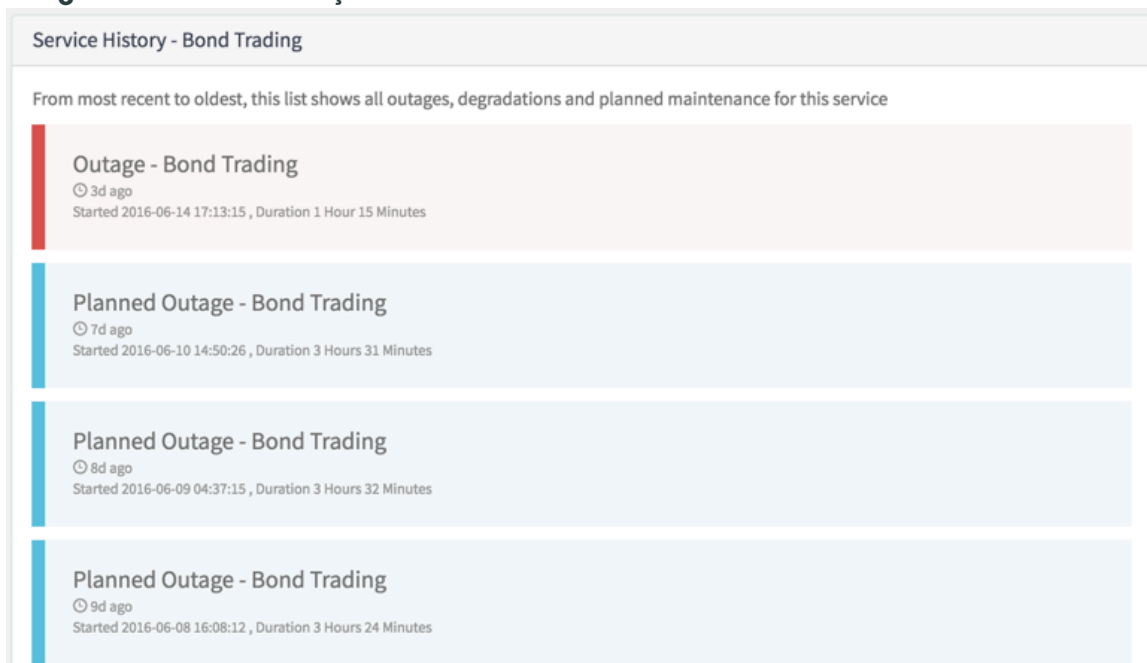 Service History - Bond Trading
From most recent to oldest, this list shows all outages, degradations and planned maintenance for this service
Outage - Bond Trading
3d ago
Started 2016-06-14 17:13:15 , Duration 1 Hour 15 Minutes
Planned Outage - Bond Trading
7d ago
Started 2016-06-10 14:50:26 , Duration 3 Hours 31 Minutes
Planned Outage - Bond Trading
8d ago
Started 2016-06-09 04:37:15 , Duration 3 Hours 32 Minutes
Planned Outage - Bond Trading
9d ago
Started 2016-06-08 16:08:12 , Duration 3 Hours 24 Minutes